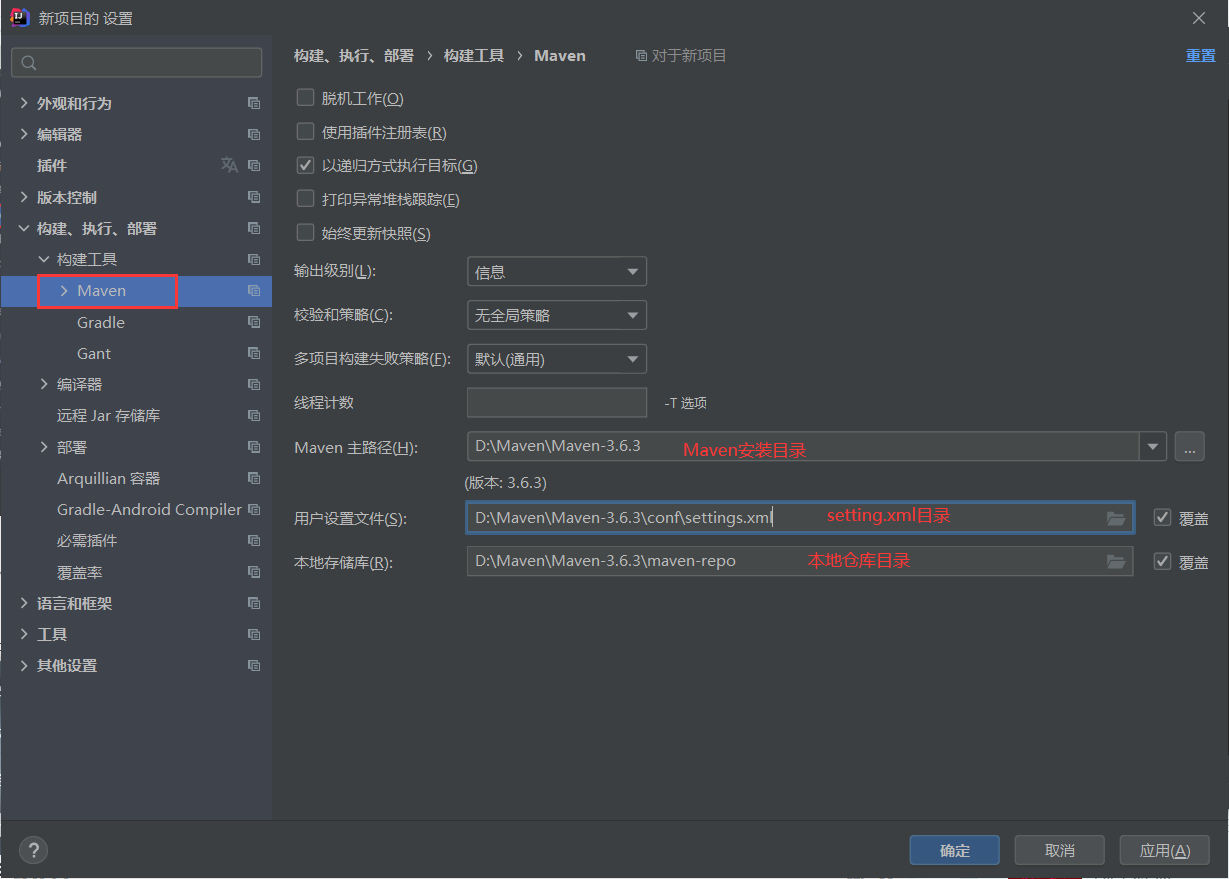 新项目的 设置
构建、执行、部署 › 构建工具 › Maven 对于新项目 重置
外观和行为
编辑器
插件
版本控制
构建、执行、部署
构建工具
Maven
Gradle
Gant
编译器
远程 Jar 存储库
部署
Arquillian 容器
Gradle-Android Compiler
必需插件
覆盖率
语言和框架
工具
其他设置
脱机工作(O)
使用插件注册表(R)
以递归方式执行目标(G)
打印异常堆栈跟踪(E)
始终更新快照(S)
输出级别(L): 信息
校验和策略(C): 无全局策略
多项目构建失败策略(F): 默认(通用)
线程计数 -T 选项
Maven 主路径(H): D:\Maven\Maven-3.6.3 Maven安装目录 ...
(版本: 3.6.3)
用户设置文件(S): D:\Maven\Maven-3.6.3\conf\settings.xml setting.xml目录 覆盖
本地存储库(R): D:\Maven\Maven-3.6.3\maven-repo 本地仓库目录 覆盖
? 确定 取消 应用(A)